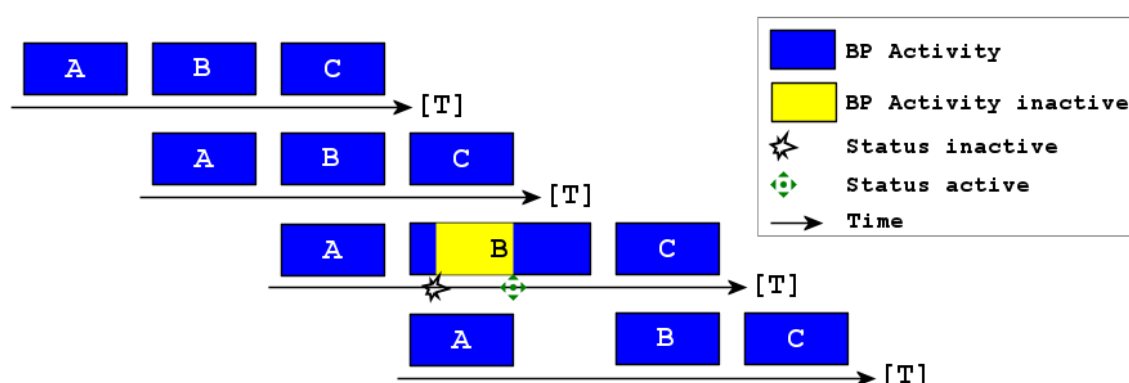 A B C
[T]
A B C
[T]
A B C
[T]
A B C
[T]
BP Activity
BP Activity inactive
Status inactive
Status active
Time